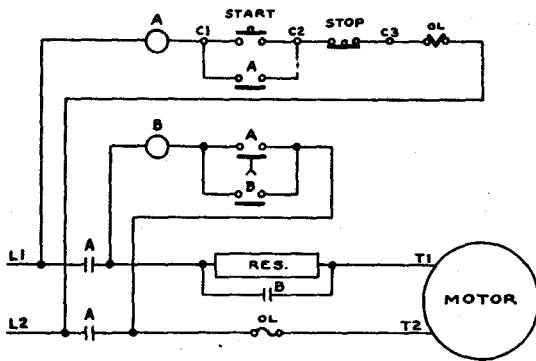 A C1 START C2 STOP C3 OL
A
B A
B
L1 A RES. T1
B
MOTOR
L2 A OL T2